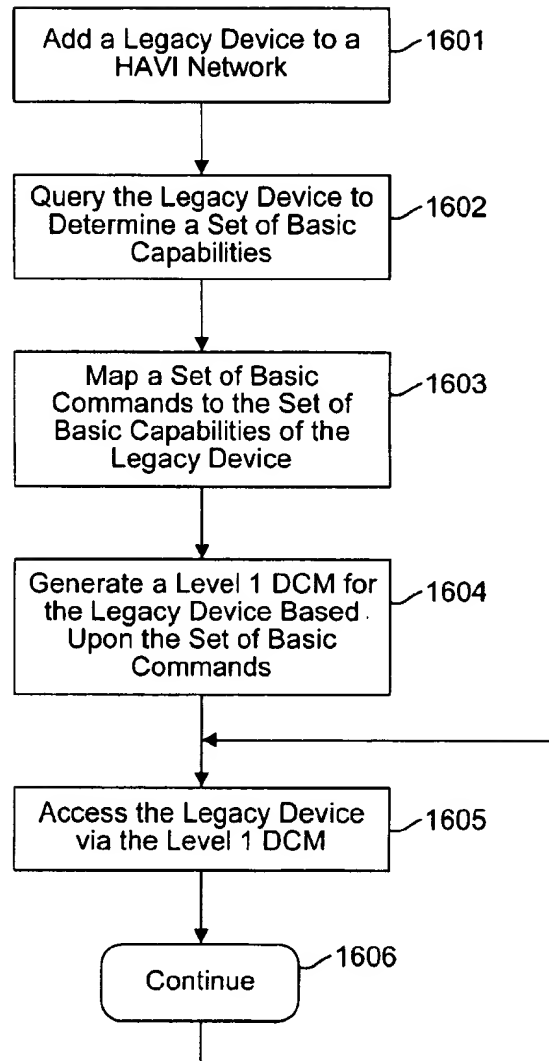 Add a Legacy Device to a
HAVI Network
1601
Query the Legacy Device to
Determine a Set of Basic
Capabilities
1602
Map a Set of Basic
Commands to the Set of
Basic Capabilities of the
Legacy Device
1603
Generate a Level 1 DCM for
the Legacy Device Based
Upon the Set of Basic
Commands
1604
Access the Legacy Device
via the Level 1 DCM
1605
Continue
1606